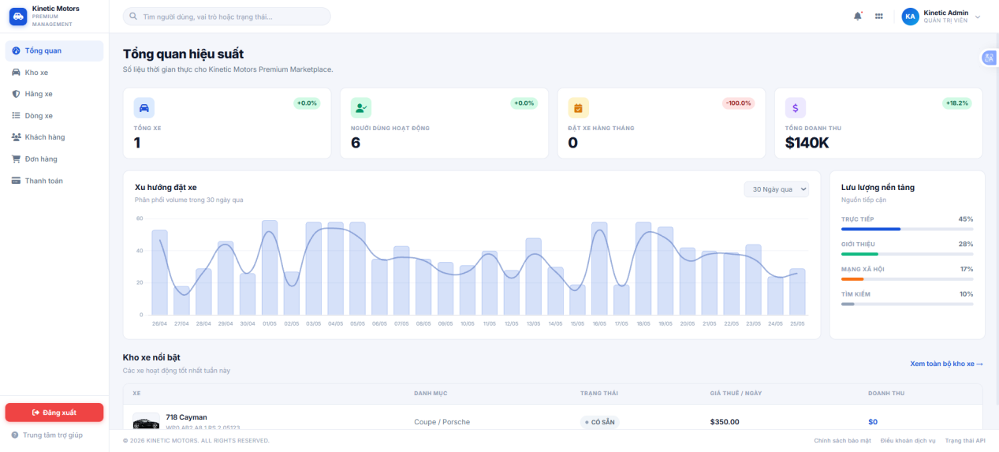 Kinetic Motors
PREMIUM
MANAGEMENT
Tìm người dùng, vai trò hoặc trạng thái...
KA
Kinetic Admin
QUẢN TRỊ VIÊN
Tổng quan
Kho xe
Hãng xe
Dòng xe
Khách hàng
Đơn hàng
Thanh toán
Đăng xuất
Trung tâm trợ giúp
Tổng quan hiệu suất
Số liệu thời gian thực cho Kinetic Motors Premium Marketplace.
+0.0%
TỔNG XE
1
+0.0%
NGƯỜI DÙNG HOẠT ĐỘNG
6
-100.0%
ĐẶT XE HÀNG THÁNG
0
+18.2%
TỔNG DOANH THU
$140K
Xu hướng đặt xe
Phân phối volume trong 30 ngày qua
30 Ngày qua
60
40
20
0
26/04 27/04 28/04 29/04 30/04 01/05 02/05 03/05 04/05 05/05 06/05 07/05 08/05 09/05 10/05 11/05 12/05 13/05 14/05 15/05 16/05 17/05 18/05 19/05 20/05 21/05 22/05 23/05 24/05 25/05
Lưu lượng nền tảng
Nguồn tiếp cận
TRỰC TIẾP 45%
GIỚI THIỆU 28%
MẠNG XÃ HỘI 17%
TÌM KIẾM 10%
Kho xe nổi bật
Các xe hoạt động tốt nhất tuần này
Xem toàn bộ kho xe →
XE DANH MỤC TRẠNG THÁI GIÁ THUÊ / NGÀY DOANH THU
718 Cayman
Coupe / Porsche
CÓ SẴN
$350.00
$0
© 2026 KINETIC MOTORS. ALL RIGHTS RESERVED.
Chính sách bảo mật Điều khoản dịch vụ Trạng thái API